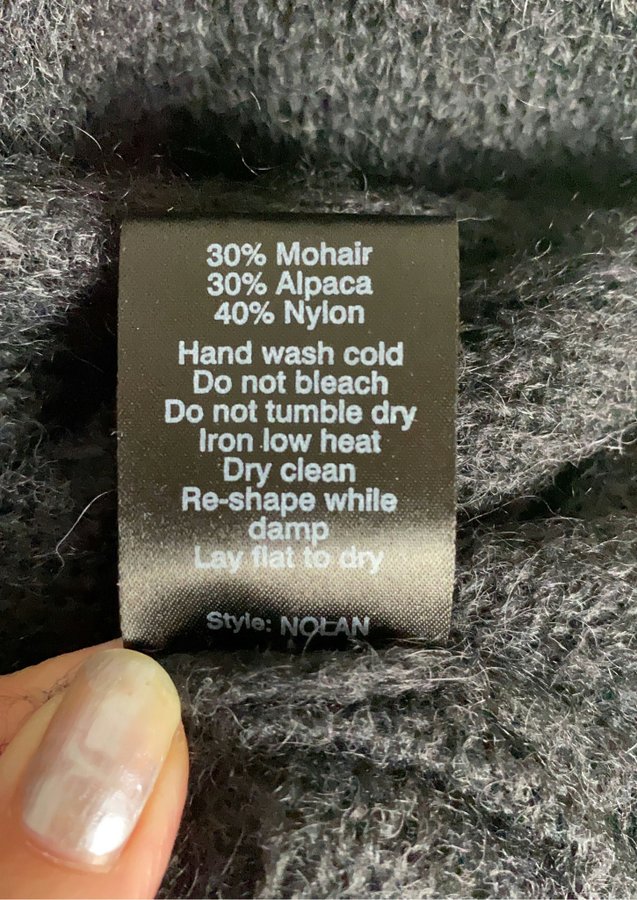 30% Mohair
30% Alpaca
40% Nylon
Hand wash cold
Do not bleach
Do not tumble dry
Iron low heat
Dry clean
Re-shape while
damp
Lay flat to dry
Style: NOLAN